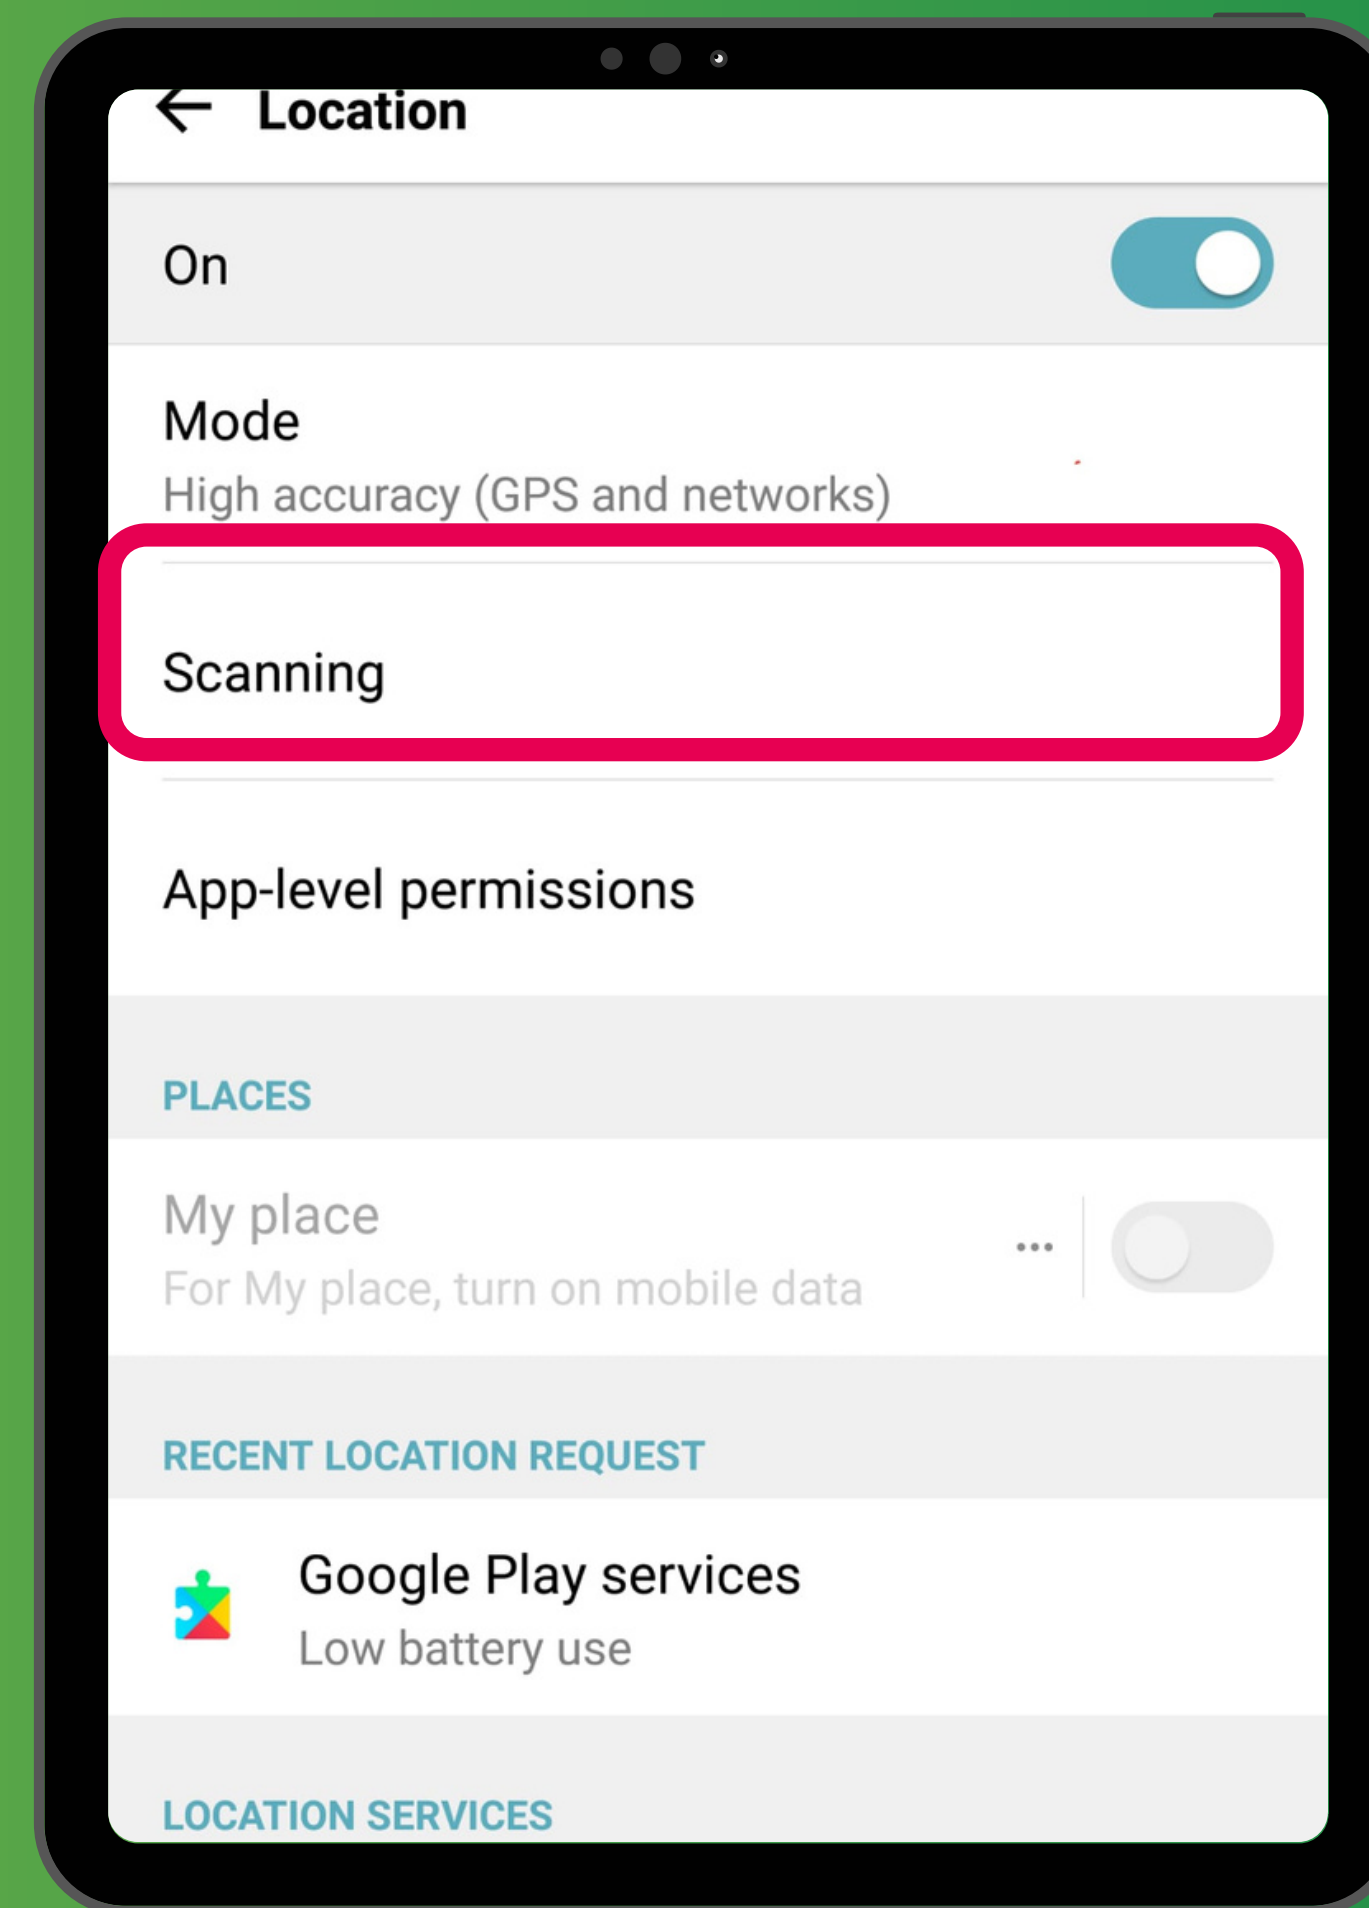 Location
On
Mode
High accuracy (GPS and networks)
Scanning
App-level permissions
PLACES
My place
For My place, turn on mobile data
RECENT LOCATION REQUEST
Google Play services
Low battery use
LOCATION SERVICES